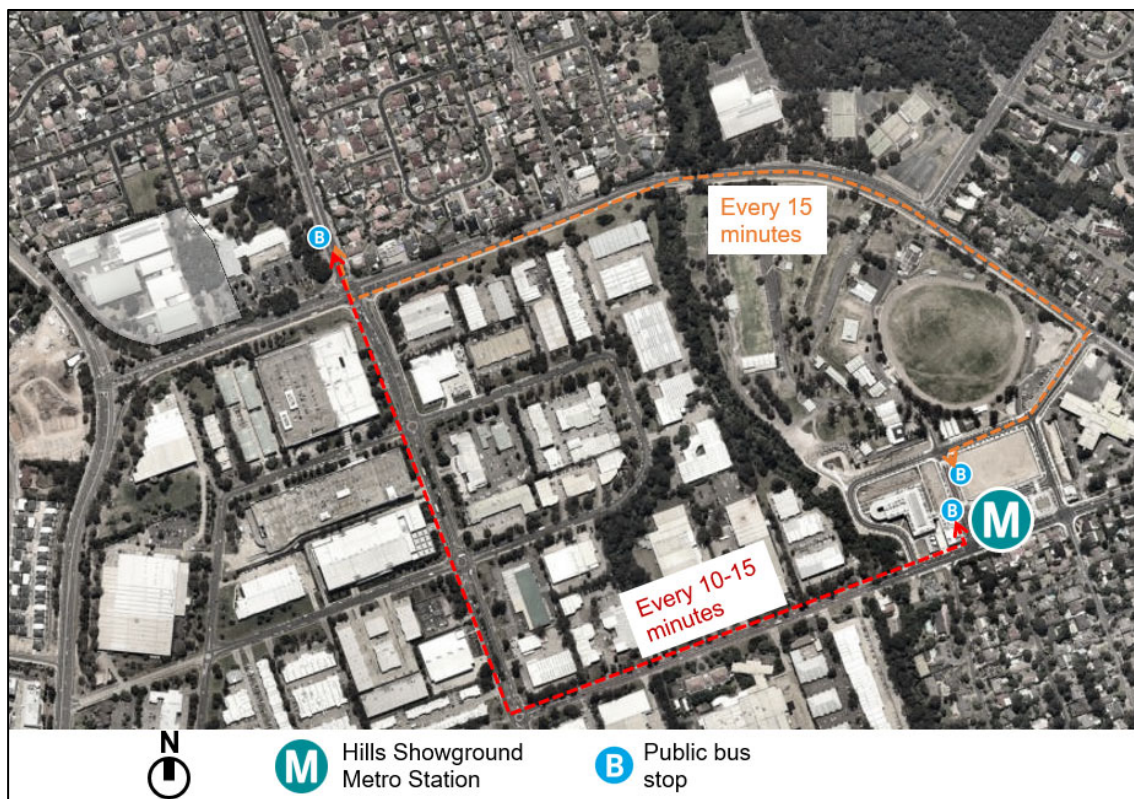 B
Every 15
minutes
B
B
M
Every 10-15
minutes
N
M
Hills Showground
Metro Station
B
Public bus
stop